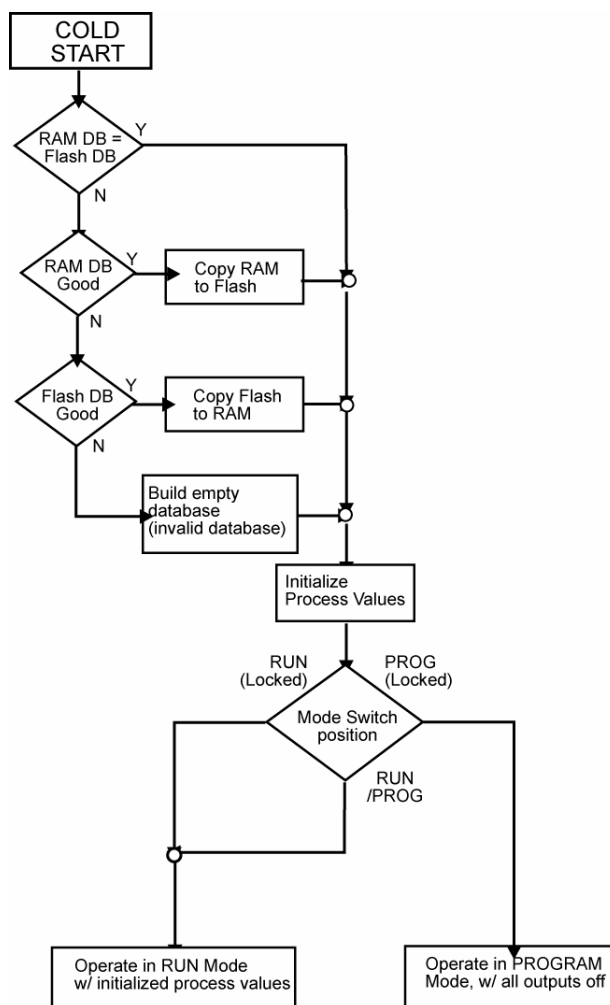 COLD
START
RAM DB =
Flash DB
Y
N
RAM DB
Good
Y
Copy RAM
to Flash
N
Flash DB
Good
Y
Copy Flash
to RAM
N
Build empty
database
(invalid database)
Initialize
Process Values
RUN
(Locked)
PROG
(Locked)
Mode Switch
position
RUN
/PROG
Operate in RUN Mode
w/ initialized process values
Operate in PROGRAM
Mode, w/ all outputs off